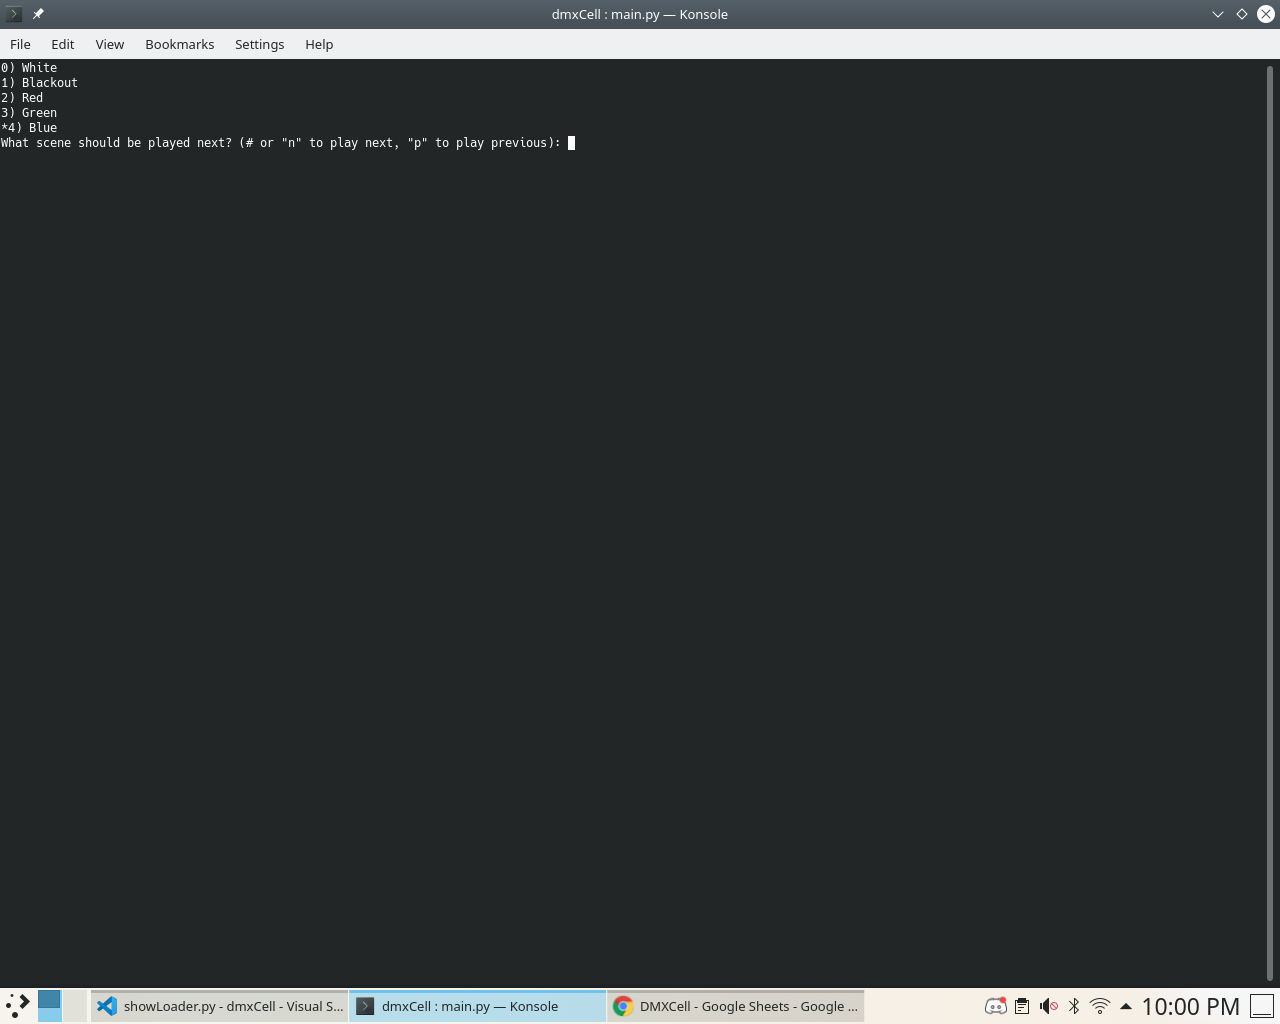 dmxCell : main.py — Konsole
File Edit View Bookmarks Settings Help
0) White
1) Blackout
2) Red
3) Green
*4) Blue
What scene should be played next? (# or "n" to play next, "p" to play previous):
showLoader.py - dmxCell - Visual S... dmxCell : main.py — Konsole DMXCell - Google Sheets - Google ... 10:00 PM